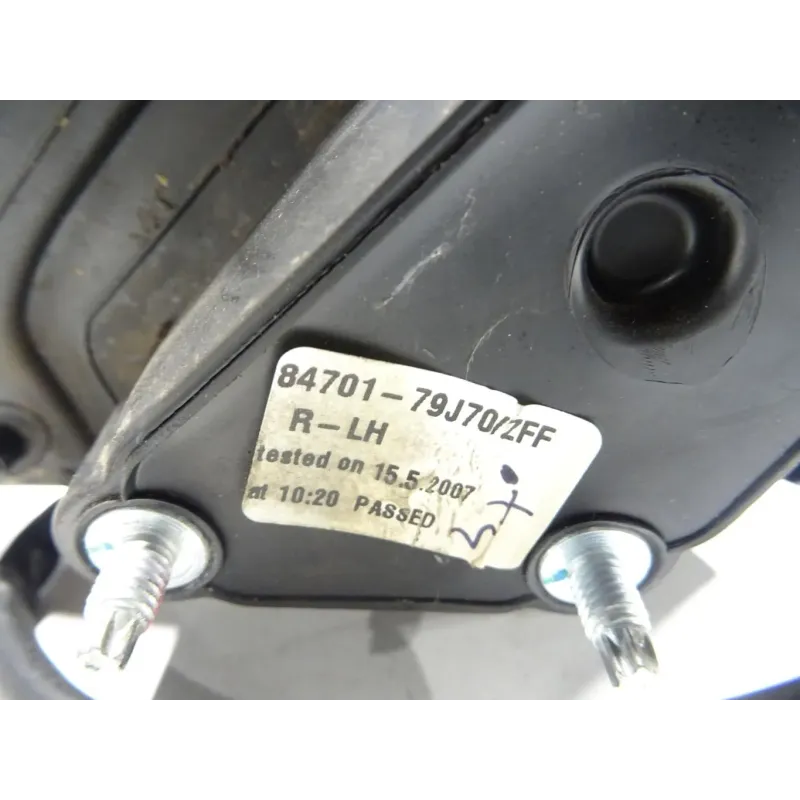 84701-79J70/ZFF
R-LH
tested on 15.5.2007
at 10:20 PASSED